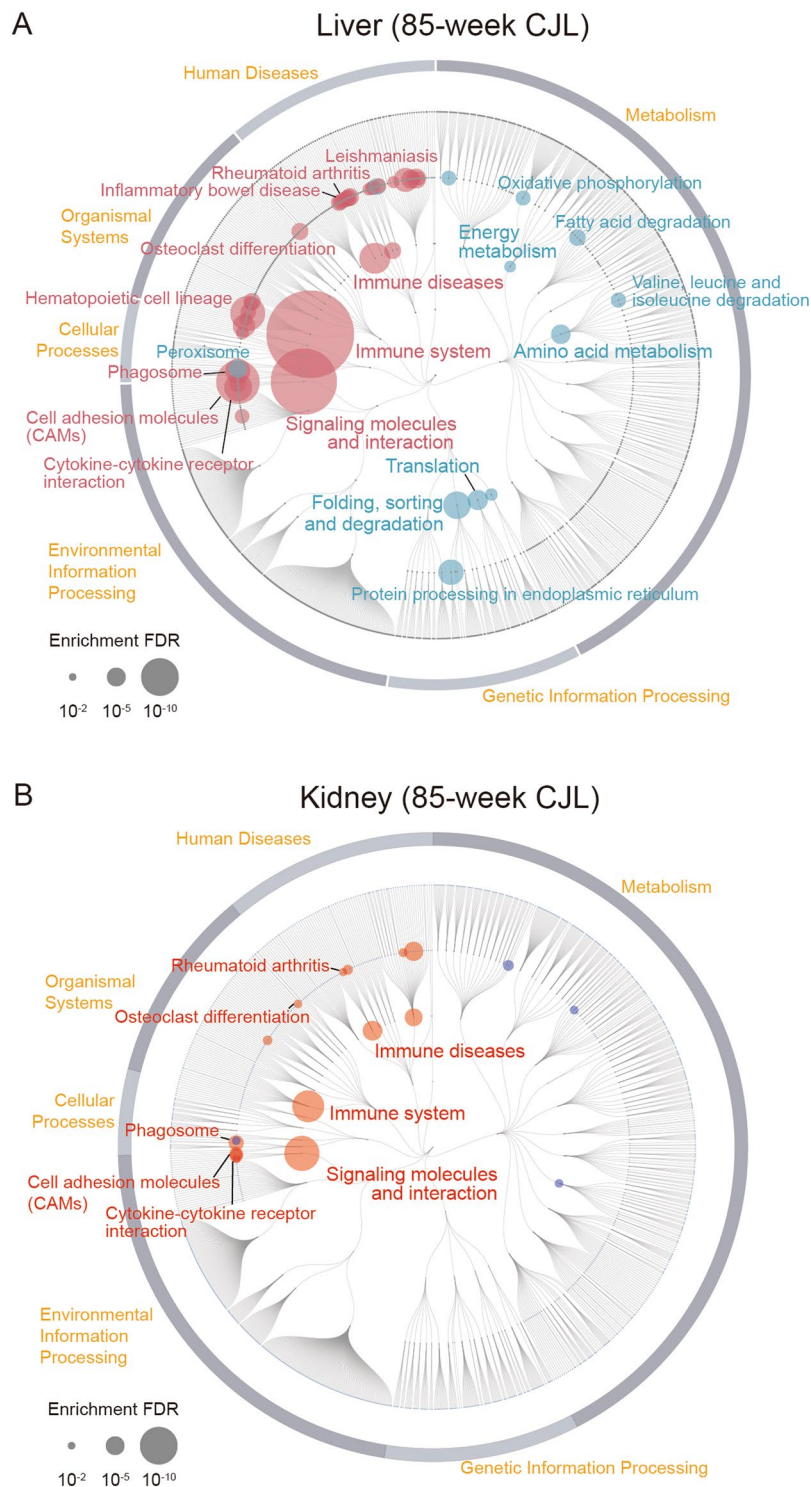 A
Liver (85-week CJL)
Human Diseases
Metabolism
Leishmaniasis
Rheumatoid arthritis
Inflammatory bowel disease
Oxidative phosphorylation
Organismal
Systems
Energy
metabolism
Fatty acid degradation
Osteoclast differentiation
Immune diseases
Valine, leucine and
isoleucine degradation
Hematopoietic cell lineage
Cellular
Processes
Peroxisome
Immune system
Amino acid metabolism
Phagosome
Cell adhesion molecules
(CAMs)
Signaling molecules
and interaction
Cytokine-cytokine receptor
interaction
Translation
Folding, sorting
and degradation
Environmental
Information
Processing
Protein processing in endoplasmic reticulum
Enrichment FDR
10-2 10-5 10-10
Genetic Information Processing
B
Kidney (85-week CJL)
Human Diseases
Metabolism
Rheumatoid arthritis
Organismal
Systems
Osteoclast differentiation
Immune diseases
Cellular
Processes
Immune system
Phagosome
Cell adhesion molecules
(CAMs)
Signaling molecules
and interaction
Cytokine-cytokine receptor
interaction
Environmental
Information
Processing
Enrichment FDR
10-2 10-5 10-10
Genetic Information Processing